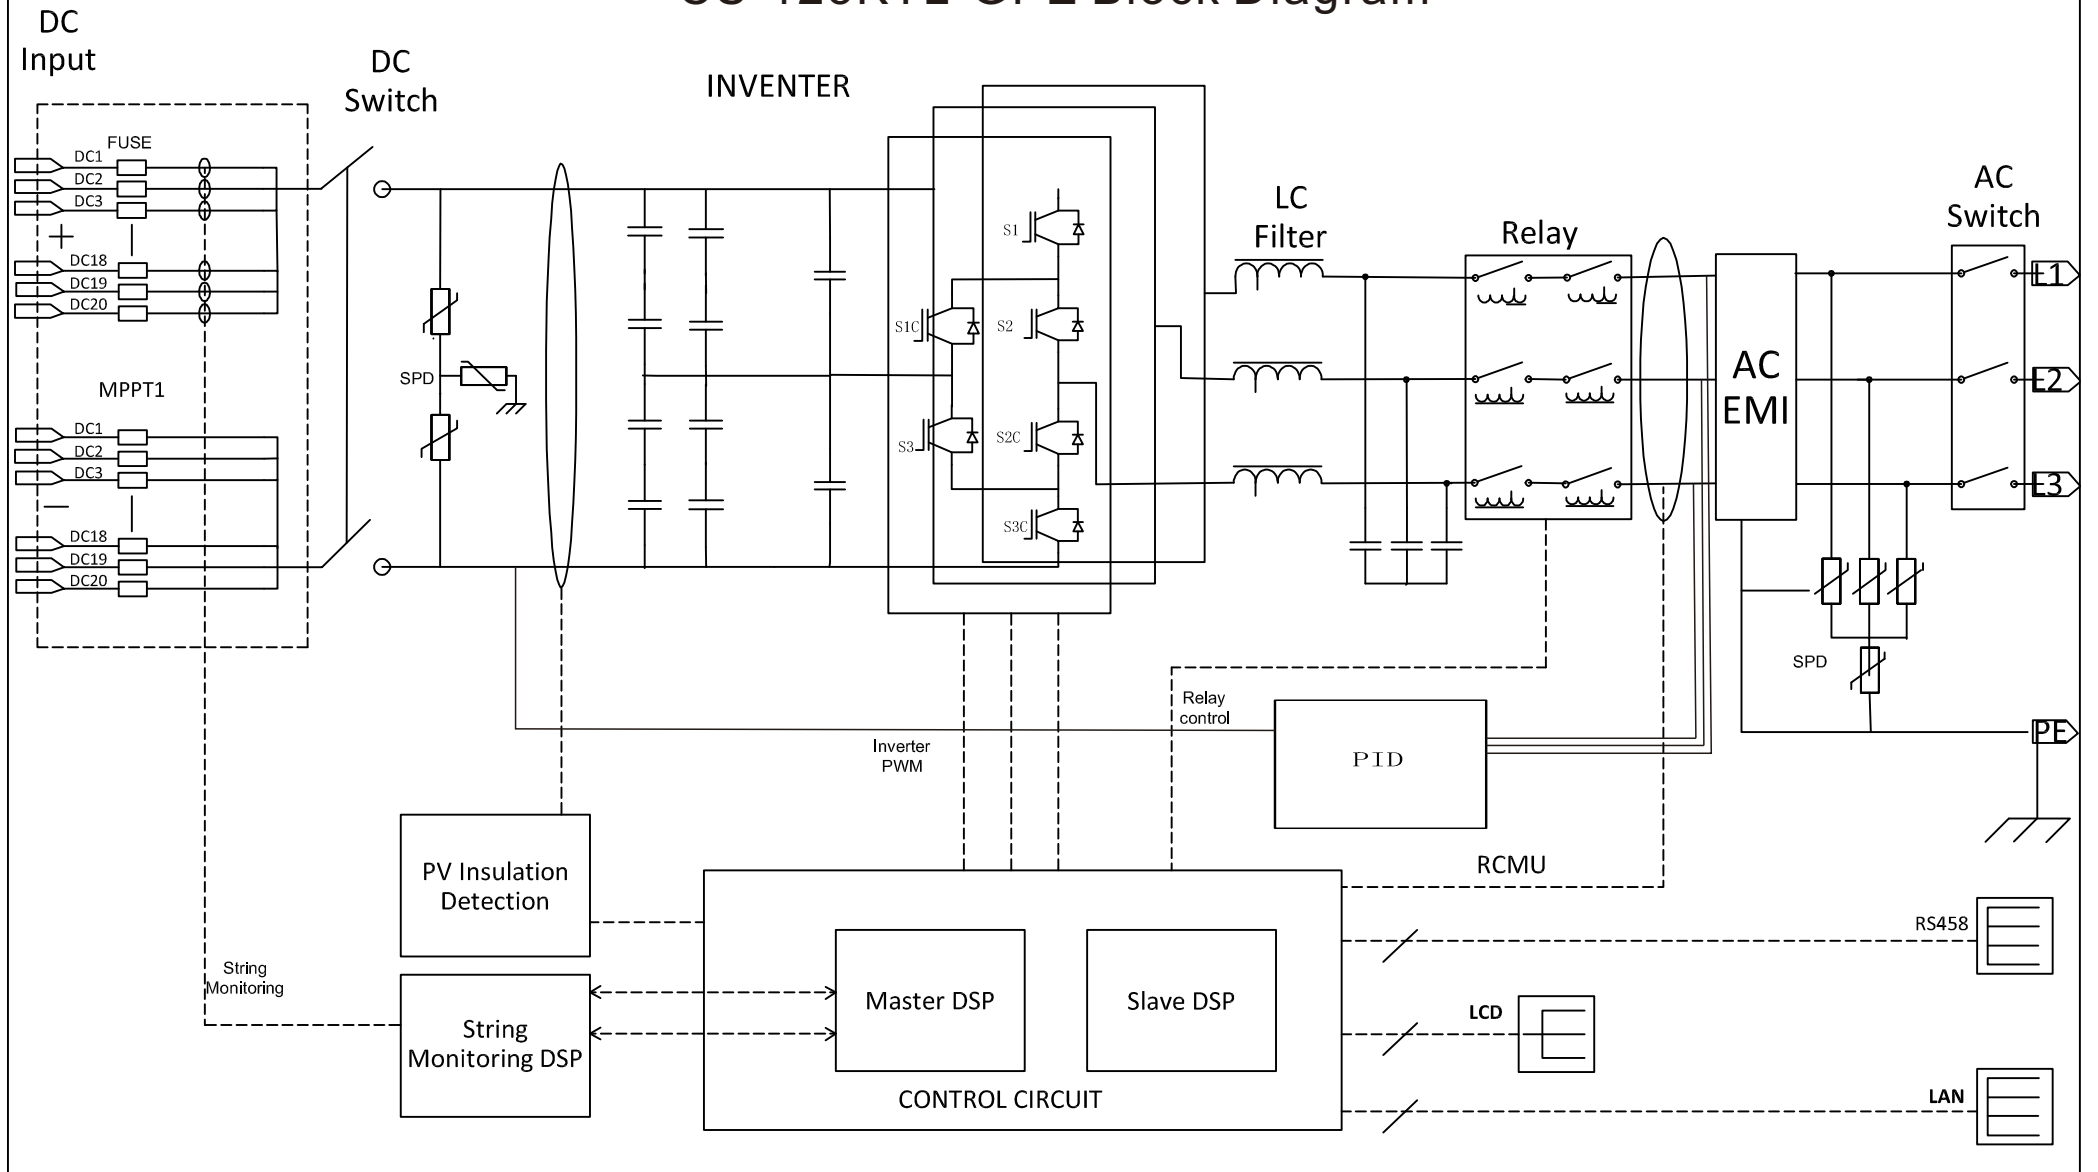 Block Diagram
DC
Input
DC
Switch
INVENTER
FUSE
DC1
DC2
DC3
DC18
DC19
DC20
MPPT1
DC1
DC2
DC3
DC18
DC19
DC20
SPD
S1
S1C
S2
S3
S2C
S3C
LC
Filter
Relay
AC
EMI
AC
Switch
L1
L2
L3
SPD
PE
Relay
control
Inverter
PWM
PID
RCMU
PV Insulation
Detection
String
Monitoring
String
Monitoring DSP
Master DSP
Slave DSP
CONTROL CIRCUIT
RS458
LCD
LAN